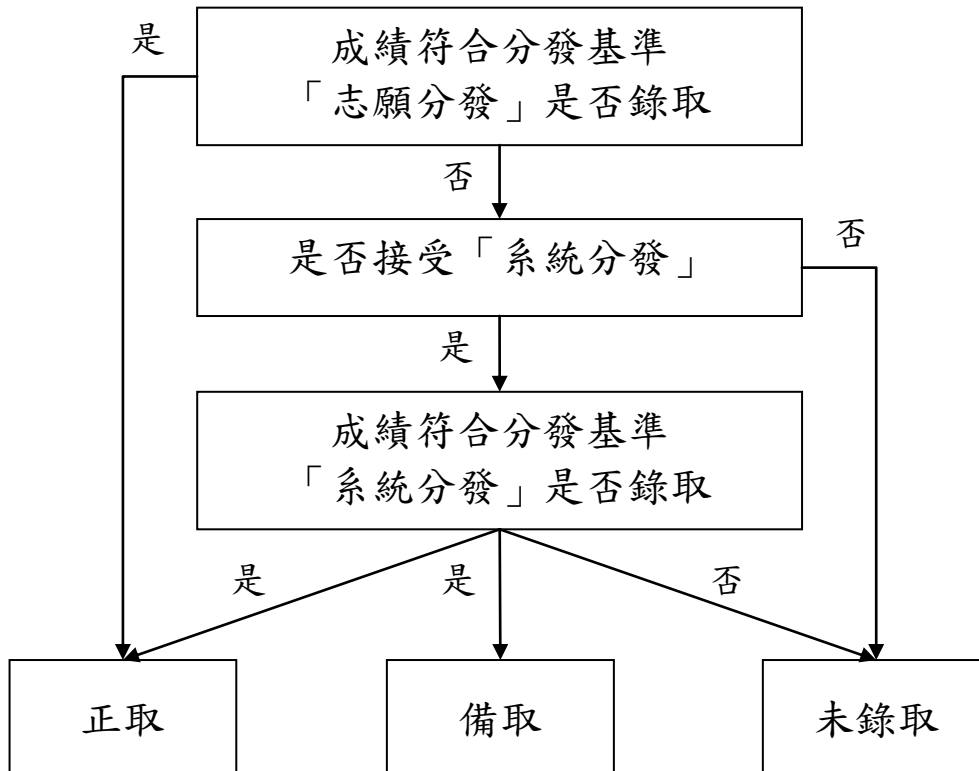 是
成績符合分發基準
「志願分發」是否錄取
否
是否接受「系統分發」
否
是
成績符合分發基準
「系統分發」是否錄取
是
是
否
正取
備取
未錄取